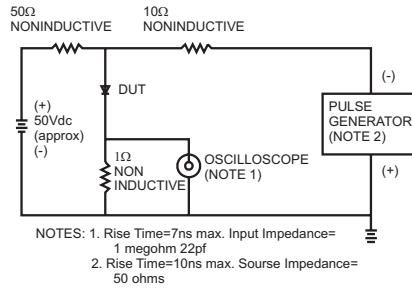 50Ω
NONINDUCTIVE
10Ω
NONINDUCTIVE
DUT
(+)
50Vdc
(approx)
(-)
1Ω
NON
INDUCTIVE
OSCILLOSCOPE
(NOTE 1)
(-)
PULSE
GENERATOR
(NOTE 2)
(+)
NOTES: 1. Rise Time=7ns max. Input Impedance=
1 megohm 22pf
2. Rise Time=10ns max. Sourse Impedance=
50 ohms